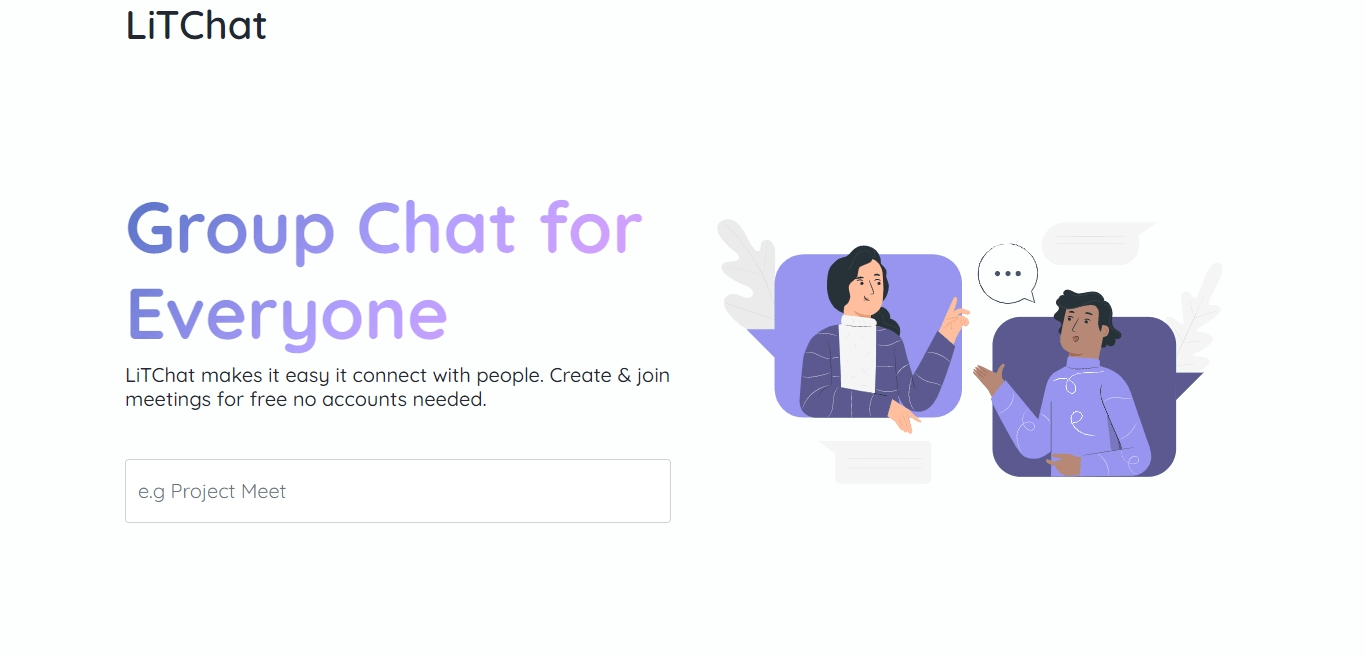 LiTChat
Group Chat for
Everyone
LiTChat makes it easy it connect with people. Create & join
meetings for free no accounts needed.
e.g Project Meet